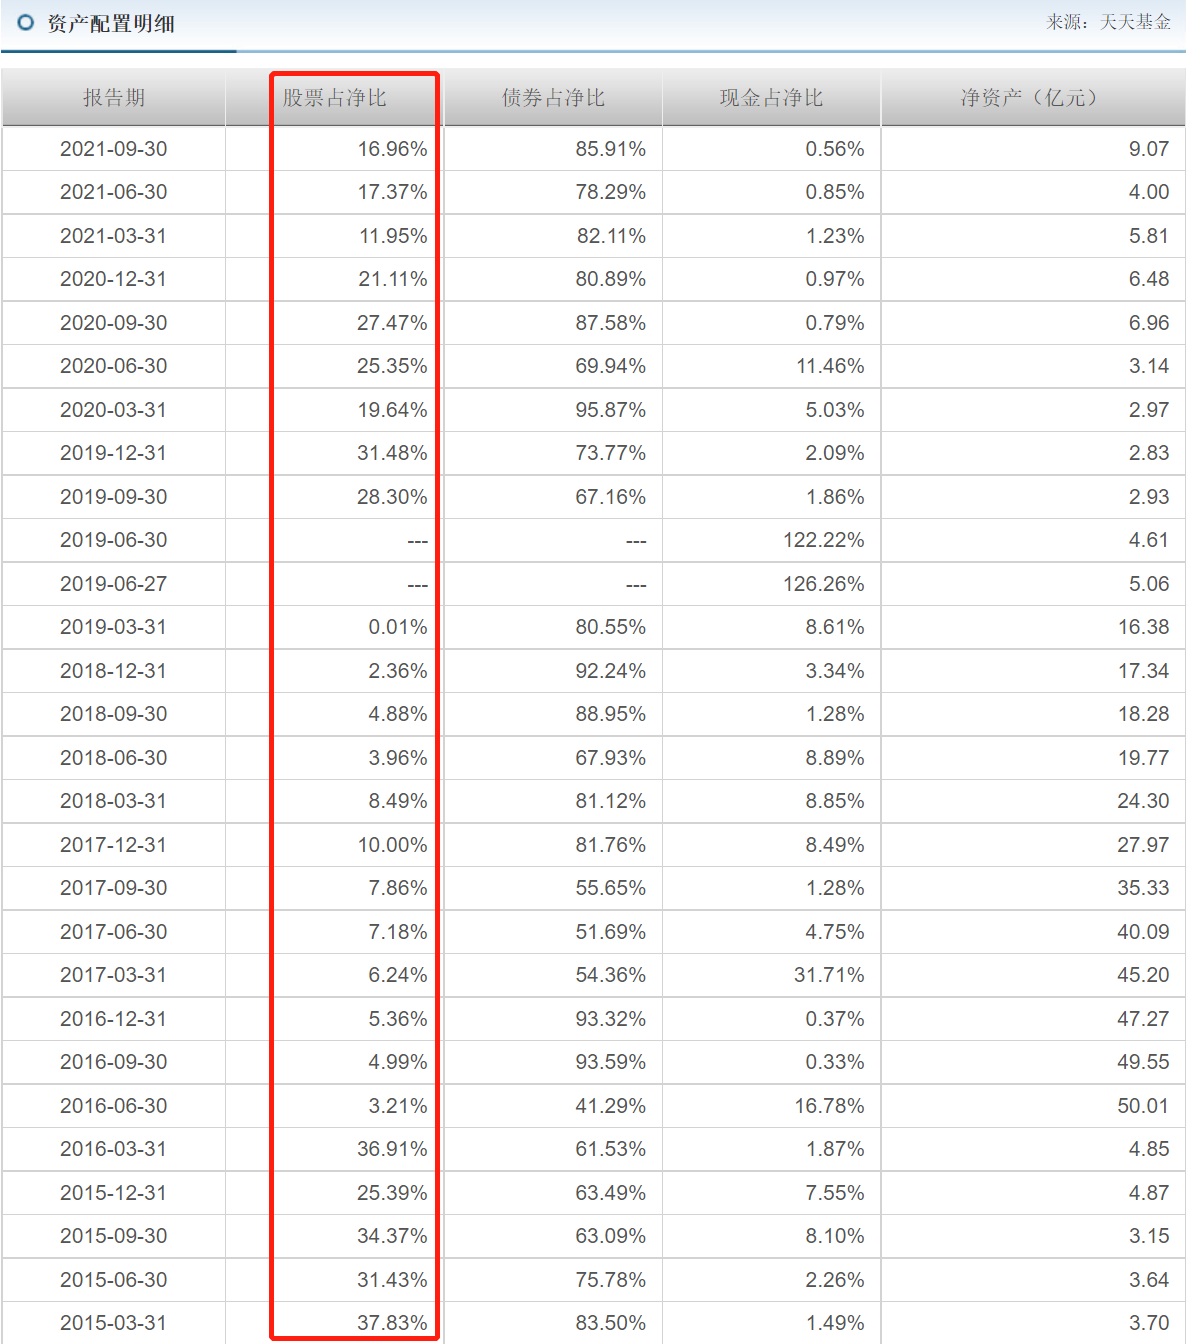 资产配置明细 来源：天天基金
报告期 股票占净比 债券占净比 现金占净比 净资产（亿元）
2021-09-30 16.96% 85.91% 0.56% 9.07
2021-06-30 17.37% 78.29% 0.85% 4.00
2021-03-31 11.95% 82.11% 1.23% 5.81
2020-12-31 21.11% 80.89% 0.97% 6.48
2020-09-30 27.47% 87.58% 0.79% 6.96
2020-06-30 25.35% 69.94% 11.46% 3.14
2020-03-31 19.64% 95.87% 5.03% 2.97
2019-12-31 31.48% 73.77% 2.09% 2.83
2019-09-30 28.30% 67.16% 1.86% 2.93
2019-06-30 --- --- 122.22% 4.61
2019-06-27 --- --- 126.26% 5.06
2019-03-31 0.01% 80.55% 8.61% 16.38
2018-12-31 2.36% 92.24% 3.34% 17.34
2018-09-30 4.88% 88.95% 1.28% 18.28
2018-06-30 3.96% 67.93% 8.89% 19.77
2018-03-31 8.49% 81.12% 8.85% 24.30
2017-12-31 10.00% 81.76% 8.49% 27.97
2017-09-30 7.86% 55.65% 1.28% 35.33
2017-06-30 7.18% 51.69% 4.75% 40.09
2017-03-31 6.24% 54.36% 31.71% 45.20
2016-12-31 5.36% 93.32% 0.37% 47.27
2016-09-30 4.99% 93.59% 0.33% 49.55
2016-06-30 3.21% 41.29% 16.78% 50.01
2016-03-31 36.91% 61.53% 1.87% 4.85
2015-12-31 25.39% 63.49% 7.55% 4.87
2015-09-30 34.37% 63.09% 8.10% 3.15
2015-06-30 31.43% 75.78% 2.26% 3.64
2015-03-31 37.83% 83.50% 1.49% 3.70